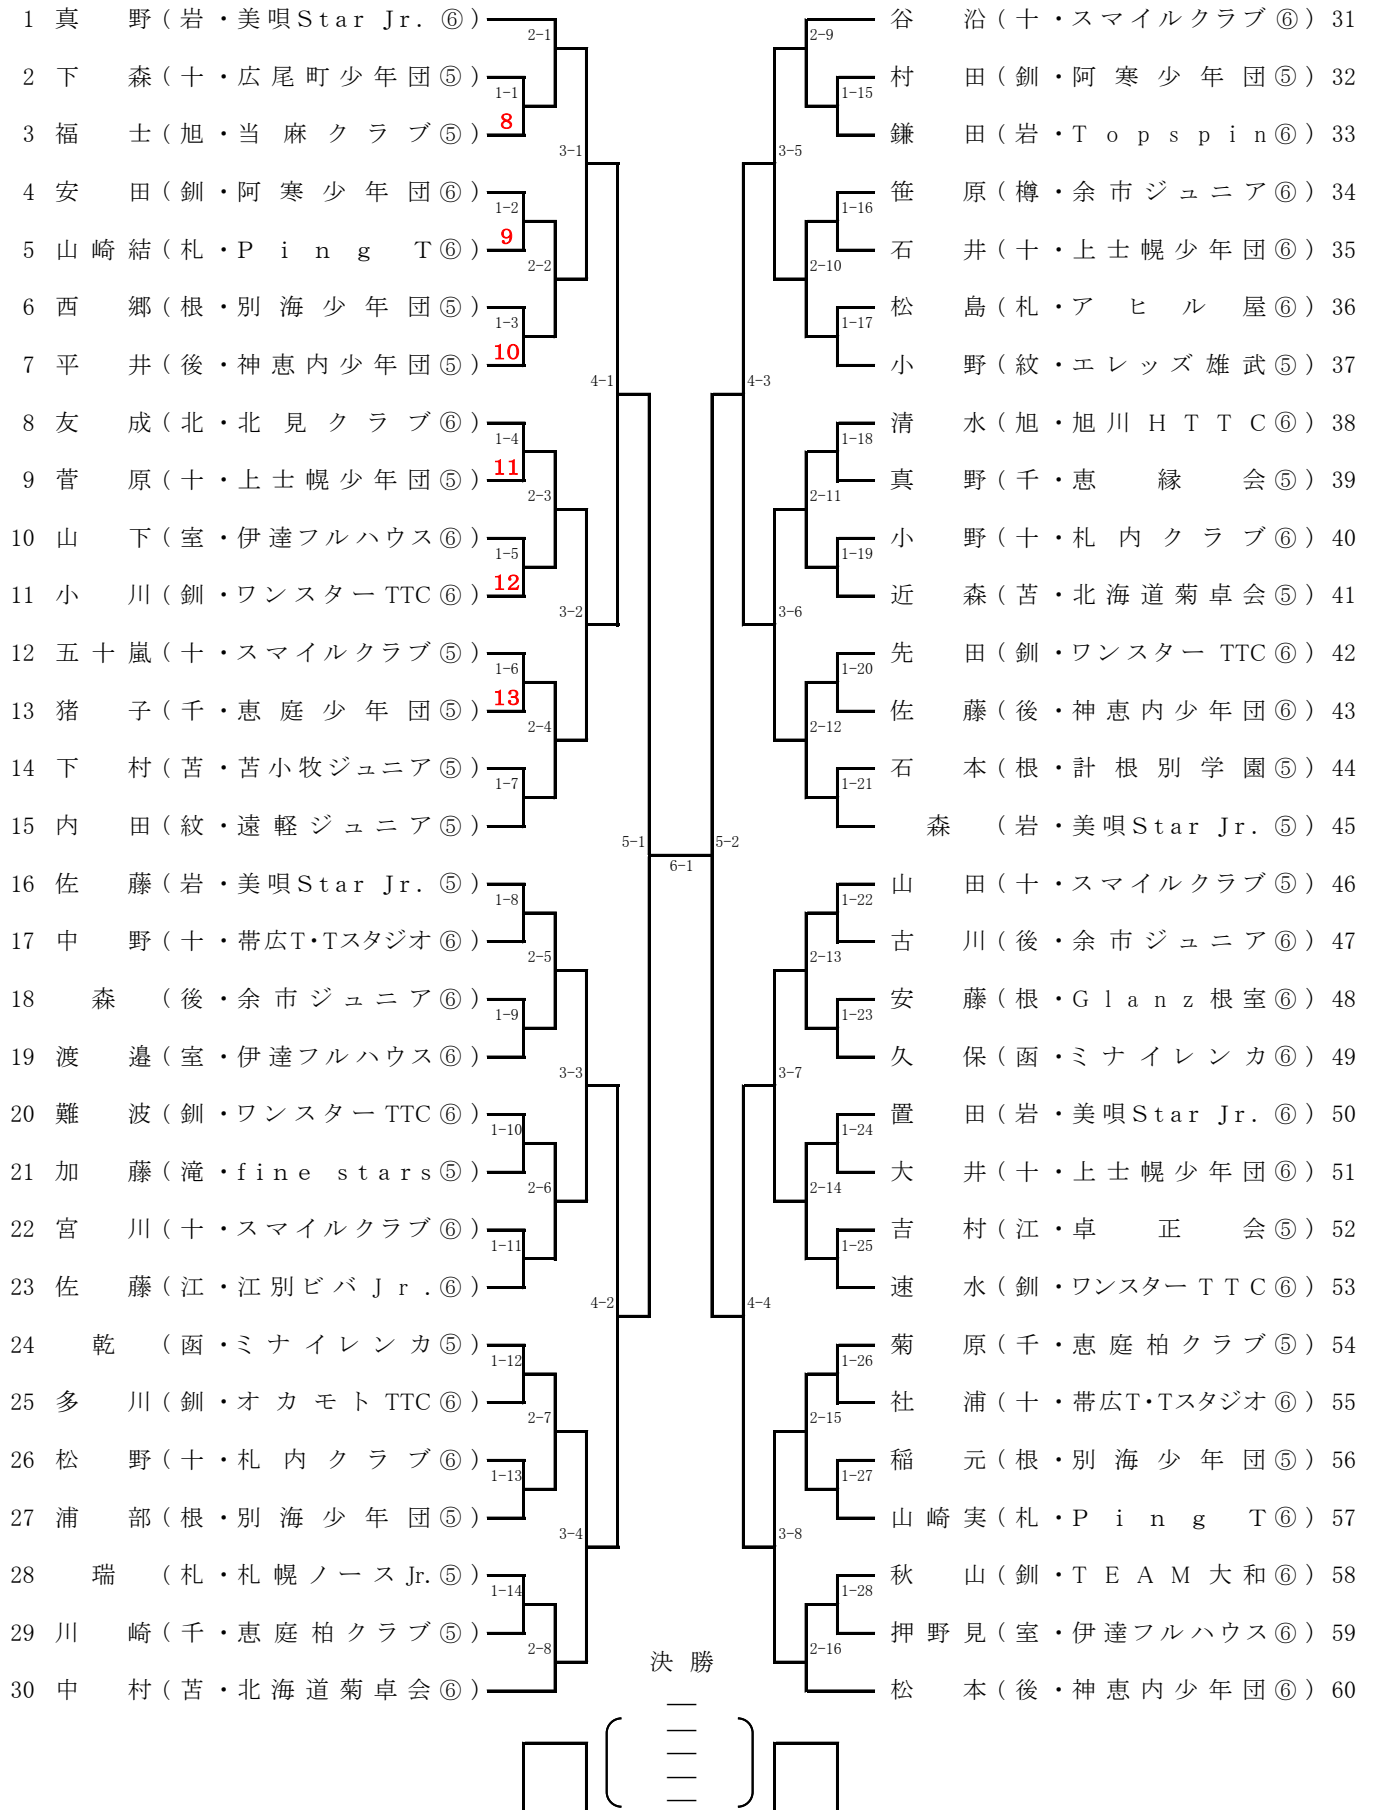 1 真野(岩・美唄Star Jr. ⑥)
2-1
2 下森(十・広尾町少年団⑤)
1-1
8
3 福士(旭・当麻クラブ⑤)
3-1
4 安田(釧・阿寒少年団⑥)
1-2
9
5 山崎結(札・Ping T⑥)
2-2
6 西郷(根・別海少年団⑤)
1-3
10
7 平井(後・神恵内少年団⑤)
4-1
8 友成(北・北見クラブ⑥)
1-4
11
9 菅原(十・上士幌少年団⑤)
2-3
10 山下(室・伊達フルハウス⑥)
1-5
12
11 小川(釧・ワンスターTTC⑥)
3-2
12 五十嵐(十・スマイルクラブ⑤)
1-6
13
13 猪子(千・恵庭少年団⑤)
2-4
14 下村(苫・苫小牧ジュニア⑤)
1-7
15 内田(紋・遠軽ジュニア⑤)
5-1
16 佐藤(岩・美唄Star Jr. ⑤)
1-8
17 中野(十・帯広T・Tスタジオ⑥)
2-5
18 森(後・余市ジュニア⑥)
1-9
19 渡邉(室・伊達フルハウス⑥)
3-3
20 難波(釧・ワンスターTTC⑥)
1-10
21 加藤(滝・fine stars⑤)
2-6
22 宮川(十・スマイルクラブ⑥)
1-11
23 佐藤(江・江別ビバJr.⑥)
4-2
24 乾(函・ミナイレンカ⑤)
1-12
25 多川(釧・オカモトTTC⑥)
2-7
26 松野(十・札内クラブ⑥)
1-13
27 浦部(根・別海少年団⑤)
3-4
28 瑞(札・札幌ノースJr.⑤)
1-14
29 川崎(千・恵庭柏クラブ⑤)
2-8
30 中村(苫・北海道菊卓会⑥)
6-1
谷沿(十・スマイルクラブ⑥) 31
2-9
村田(釧・阿寒少年団⑤) 32
1-15
鎌田(岩・Topspin⑥) 33
3-5
笹原(樽・余市ジュニア⑥) 34
1-16
石井(十・上士幌少年団⑥) 35
2-10
松島(札・アヒル屋⑥) 36
1-17
小野(紋・エレッズ雄武⑤) 37
4-3
清水(旭・旭川HTTC⑥) 38
1-18
真野(千・恵縁会⑤) 39
2-11
小野(十・札内クラブ⑥) 40
1-19
近森(苫・北海道菊卓会⑤) 41
3-6
先田(釧・ワンスターTTC⑥) 42
1-20
佐藤(後・神恵内少年団⑥) 43
2-12
石本(根・計根別学園⑤) 44
1-21
森(岩・美唄Star Jr. ⑤) 45
5-2
山田(十・スマイルクラブ⑤) 46
1-22
古川(後・余市ジュニア⑥) 47
2-13
安藤(根・Glanz根室⑥) 48
1-23
久保(函・ミナイレンカ⑥) 49
3-7
置田(岩・美唄Star Jr. ⑥) 50
1-24
大井(十・上士幌少年団⑥) 51
2-14
吉村(江・卓正会⑤) 52
1-25
速水(釧・ワンスターTTC⑥) 53
4-4
菊原(千・恵庭柏クラブ⑤) 54
1-26
社浦(十・帯広T・Tスタジオ⑥) 55
2-15
稲元(根・別海少年団⑤) 56
1-27
山崎実(札・Ping T⑥) 57
3-8
秋山(釧・TEAM大和⑥) 58
1-28
押野見(室・伊達フルハウス⑥) 59
2-16
松本(後・神恵内少年団⑥) 60
決勝